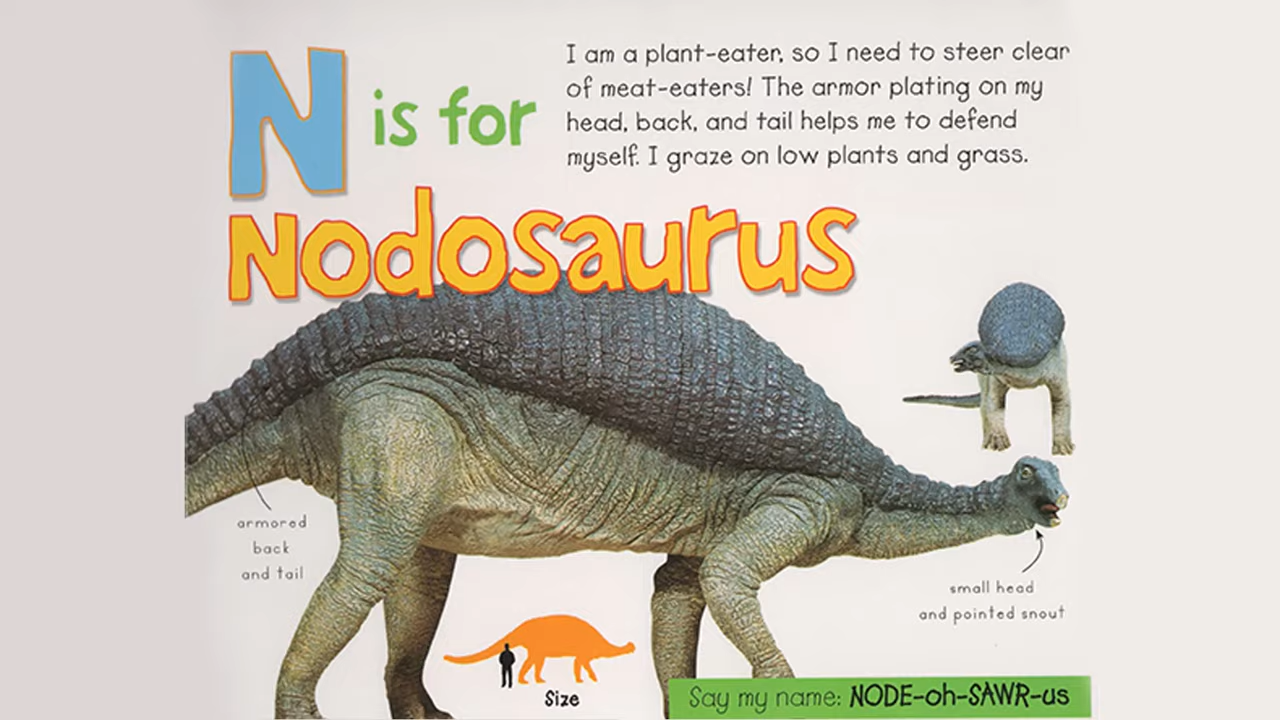 N is for
Nodosaurus
I am a plant-eater, so I need to steer clear
of meat-eaters! The armor plating on my
head, back, and tail helps me to defend
myself. I graze on low plants and grass.
armored
back
and tail
small head
and pointed snout
Size
Say my name: NODE-oh-SAWR-us